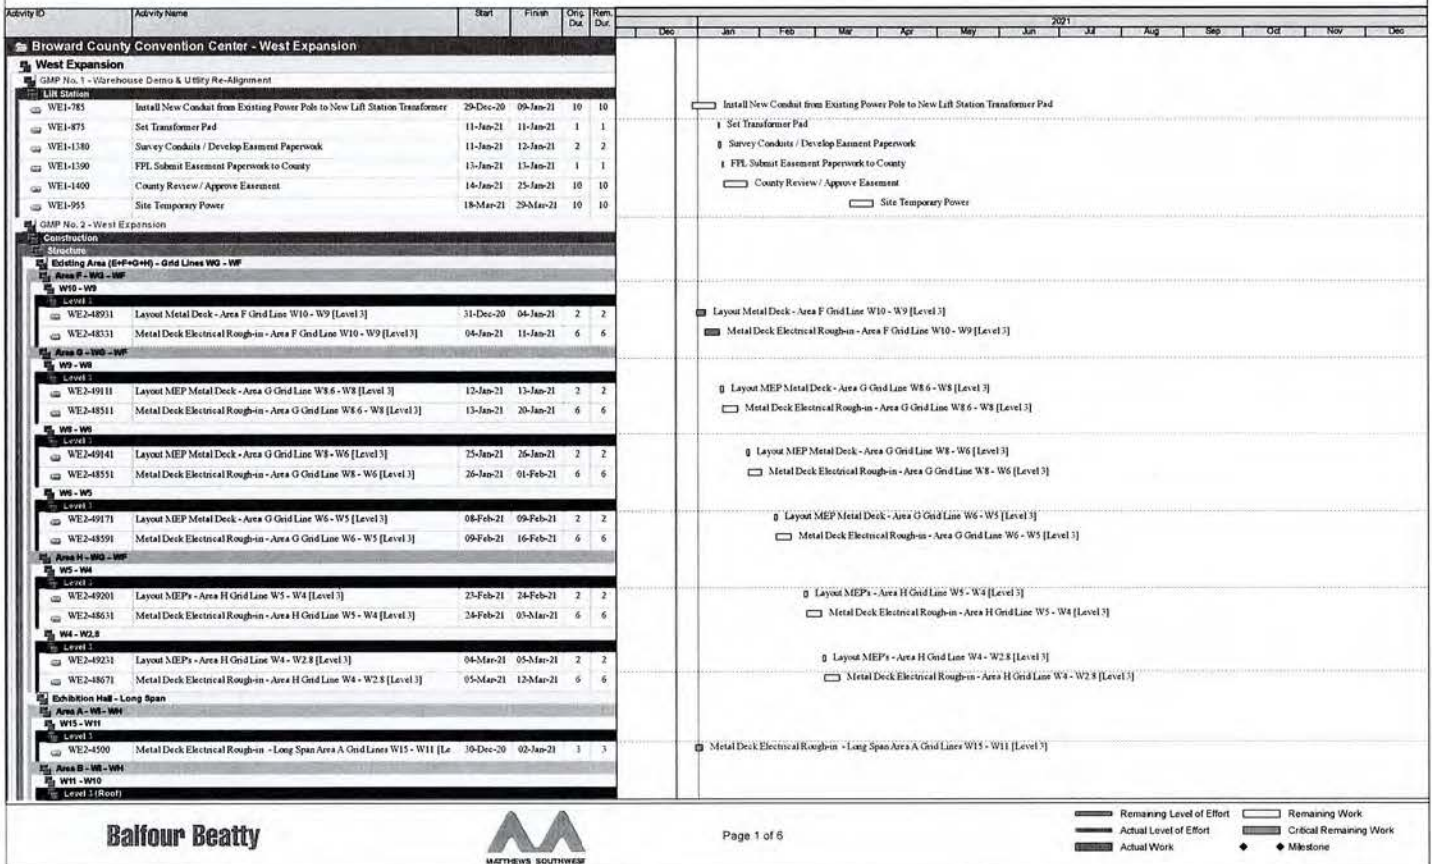 Activity ID Activity Name Start Finish Orig. Dur. Rem. Dur.
2021
Dec Jan Feb Mar Apr May Jun Jul Aug Sep Oct Nov Dec
Broward County Convention Center - West Expansion
West Expansion
GMP No. 1 - Warehouse Demo & Utility Re-Alignment
Lift Station
WE1-785 Install New Conduit from Existing Power Pole to New Lift Station Transformer 29-Dec-20 09-Jan-21 10 10 Install New Conduit from Existing Power Pole to New Lift Station Transformer Pad
WE1-875 Set Transformer Pad 11-Jan-21 11-Jan-21 1 1 Set Transformer Pad
WE1-1380 Survey Conduits / Develop Easment Paperwork 11-Jan-21 12-Jan-21 2 2 Survey Conduits / Develop Easment Paperwork
WE1-1390 FPL Submit Easement Paperwork to County 13-Jan-21 13-Jan-21 1 1 FPL Submit Easement Paperwork to County
WE1-1400 County Review / Approve Easement 14-Jan-21 25-Jan-21 10 10 County Review / Approve Easement
WE1-955 Site Temporary Power 18-Mar-21 29-Mar-21 10 10 Site Temporary Power
GMP No. 2 - West Expansion
Construction
Structure
Existing Area (E+F+G+H) - Grid Lines WG - WF
Area F - WG - WF
W10 - W9
Level 3
WE2-48931 Layout Metal Deck - Area F Grid Line W10 - W9 [Level 3] 31-Dec-20 04-Jan-21 2 2 Layout Metal Deck - Area F Grid Line W10 - W9 [Level 3]
WE2-48331 Metal Deck Electrical Rough-in - Area F Grid Line W10 - W9 [Level 3] 04-Jan-21 11-Jan-21 6 6 Metal Deck Electrical Rough-in - Area F Grid Line W10 - W9 [Level 3]
Area G - WG - WF
W9 - W8
Level 3
WE2-49111 Layout MEP Metal Deck - Area G Grid Line W8.6 - W8 [Level 3] 12-Jan-21 13-Jan-21 2 2 Layout MEP Metal Deck - Area G Grid Line W8.6 - W8 [Level 3]
WE2-48511 Metal Deck Electrical Rough-in - Area G Grid Line W8.6 - W8 [Level 3] 13-Jan-21 20-Jan-21 6 6 Metal Deck Electrical Rough-in - Area G Grid Line W8.6 - W8 [Level 3]
W8 - W6
Level 3
WE2-49141 Layout MEP Metal Deck - Area G Grid Line W8 - W6 [Level 3] 25-Jan-21 26-Jan-21 2 2 Layout MEP Metal Deck - Area G Grid Line W8 - W6 [Level 3]
WE2-48551 Metal Deck Electrical Rough-in - Area G Grid Line W8 - W6 [Level 3] 26-Jan-21 01-Feb-21 6 6 Metal Deck Electrical Rough-in - Area G Grid Line W8 - W6 [Level 3]
W6 - W5
Level 3
WE2-49171 Layout MEP Metal Deck - Area G Grid Line W6 - W5 [Level 3] 08-Feb-21 09-Feb-21 2 2 Layout MEP Metal Deck - Area G Grid Line W6 - W5 [Level 3]
WE2-48591 Metal Deck Electrical Rough-in - Area G Grid Line W6 - W5 [Level 3] 09-Feb-21 16-Feb-21 6 6 Metal Deck Electrical Rough-in - Area G Grid Line W6 - W5 [Level 3]
Area H - WG - WF
W5 - W4
Level 3
WE2-49201 Layout MEP's - Area H Grid Line W5 - W4 [Level 3] 23-Feb-21 24-Feb-21 2 2 Layout MEP's - Area H Grid Line W5 - W4 [Level 3]
WE2-48631 Metal Deck Electrical Rough-in - Area H Grid Line W5 - W4 [Level 3] 24-Feb-21 03-Mar-21 6 6 Metal Deck Electrical Rough-in - Area H Grid Line W5 - W4 [Level 3]
W4 - W2.8
Level 3
WE2-49231 Layout MEP's - Area H Grid Line W4 - W2.8 [Level 3] 04-Mar-21 05-Mar-21 2 2 Layout MEP's - Area H Grid Line W4 - W2.8 [Level 3]
WE2-48671 Metal Deck Electrical Rough-in - Area H Grid Line W4 - W2.8 [Level 3] 05-Mar-21 12-Mar-21 6 6 Metal Deck Electrical Rough-in - Area H Grid Line W4 - W2.8 [Level 3]
Exhibition Hall - Long Span
Area A - WI - WH
W15 - W11
Level 3
WE2-4500 Metal Deck Electrical Rough-in - Long Span Area A Grid Lines W15 - W11 [Le 30-Dec-20 02-Jan-21 3 3 Metal Deck Electrical Rough-in - Long Span Area A Grid Lines W15 - W11 [Level 3]
Area B - WI - WH
W11 - W10
Level 3 (Roof)
Balfour Beatty
MATTHEWS SOUTHWEST
Page 1 of 6
Remaining Level of Effort Remaining Work
Actual Level of Effort Critical Remaining Work
Actual Work Milestone